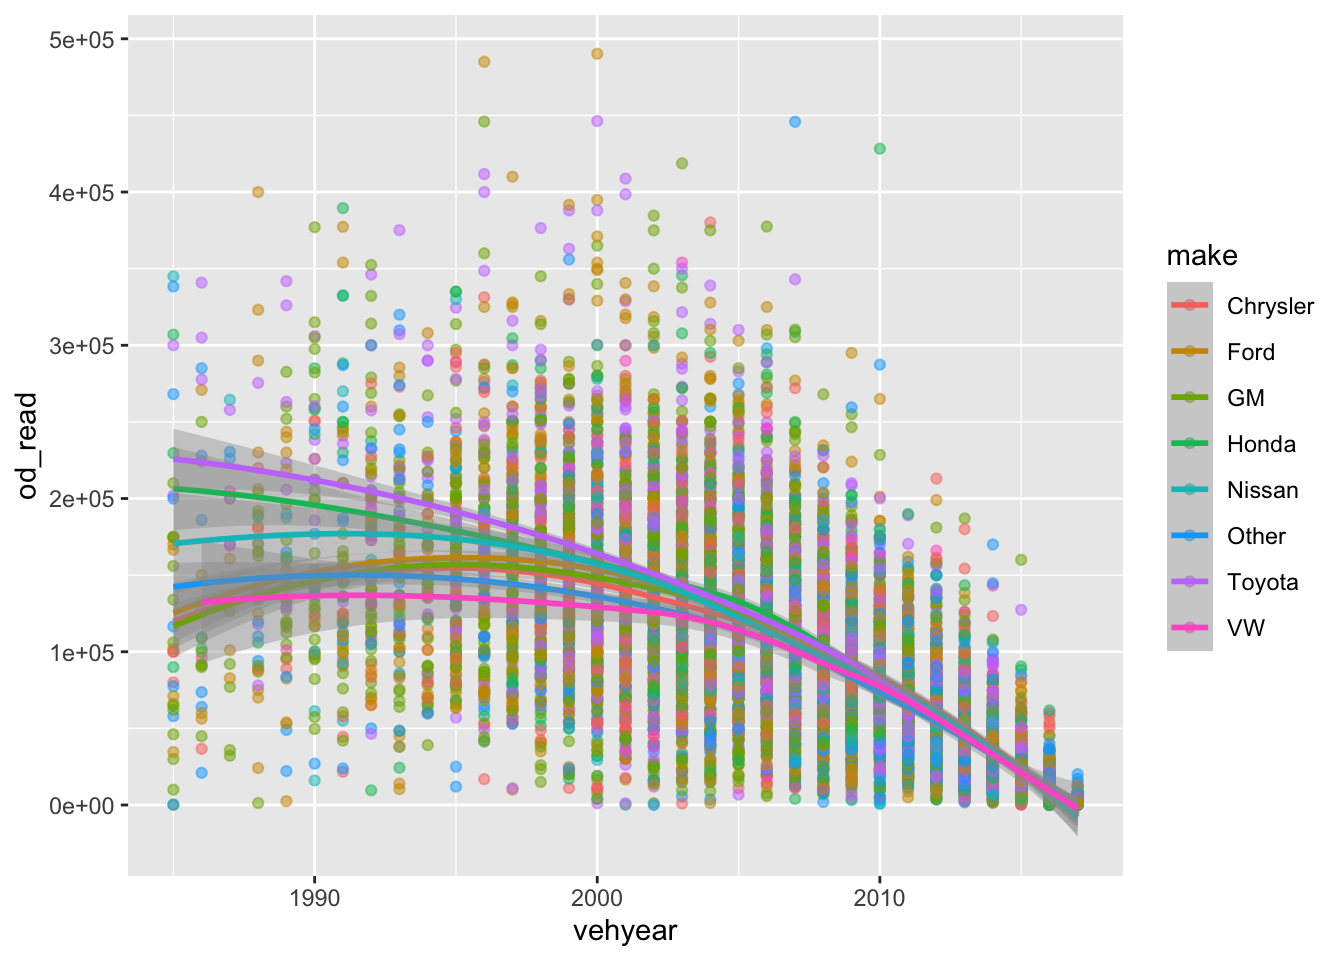 5e+05
4e+05
3e+05
2e+05
1e+05
0e+00
od_read
1990
2000
2010
vehyear
make
Chrysler
Ford
GM
Honda
Nissan
Other
Toyota
VW